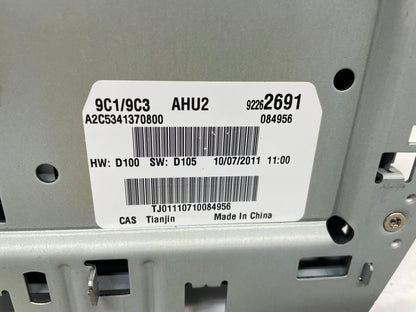 9C1/9C3 AHU2 92262691
A2C5341370800 084956
HW: D100 SW: D105 10/07/2011 11:00
TJ01110710084956
CAS Tianjin Made In China